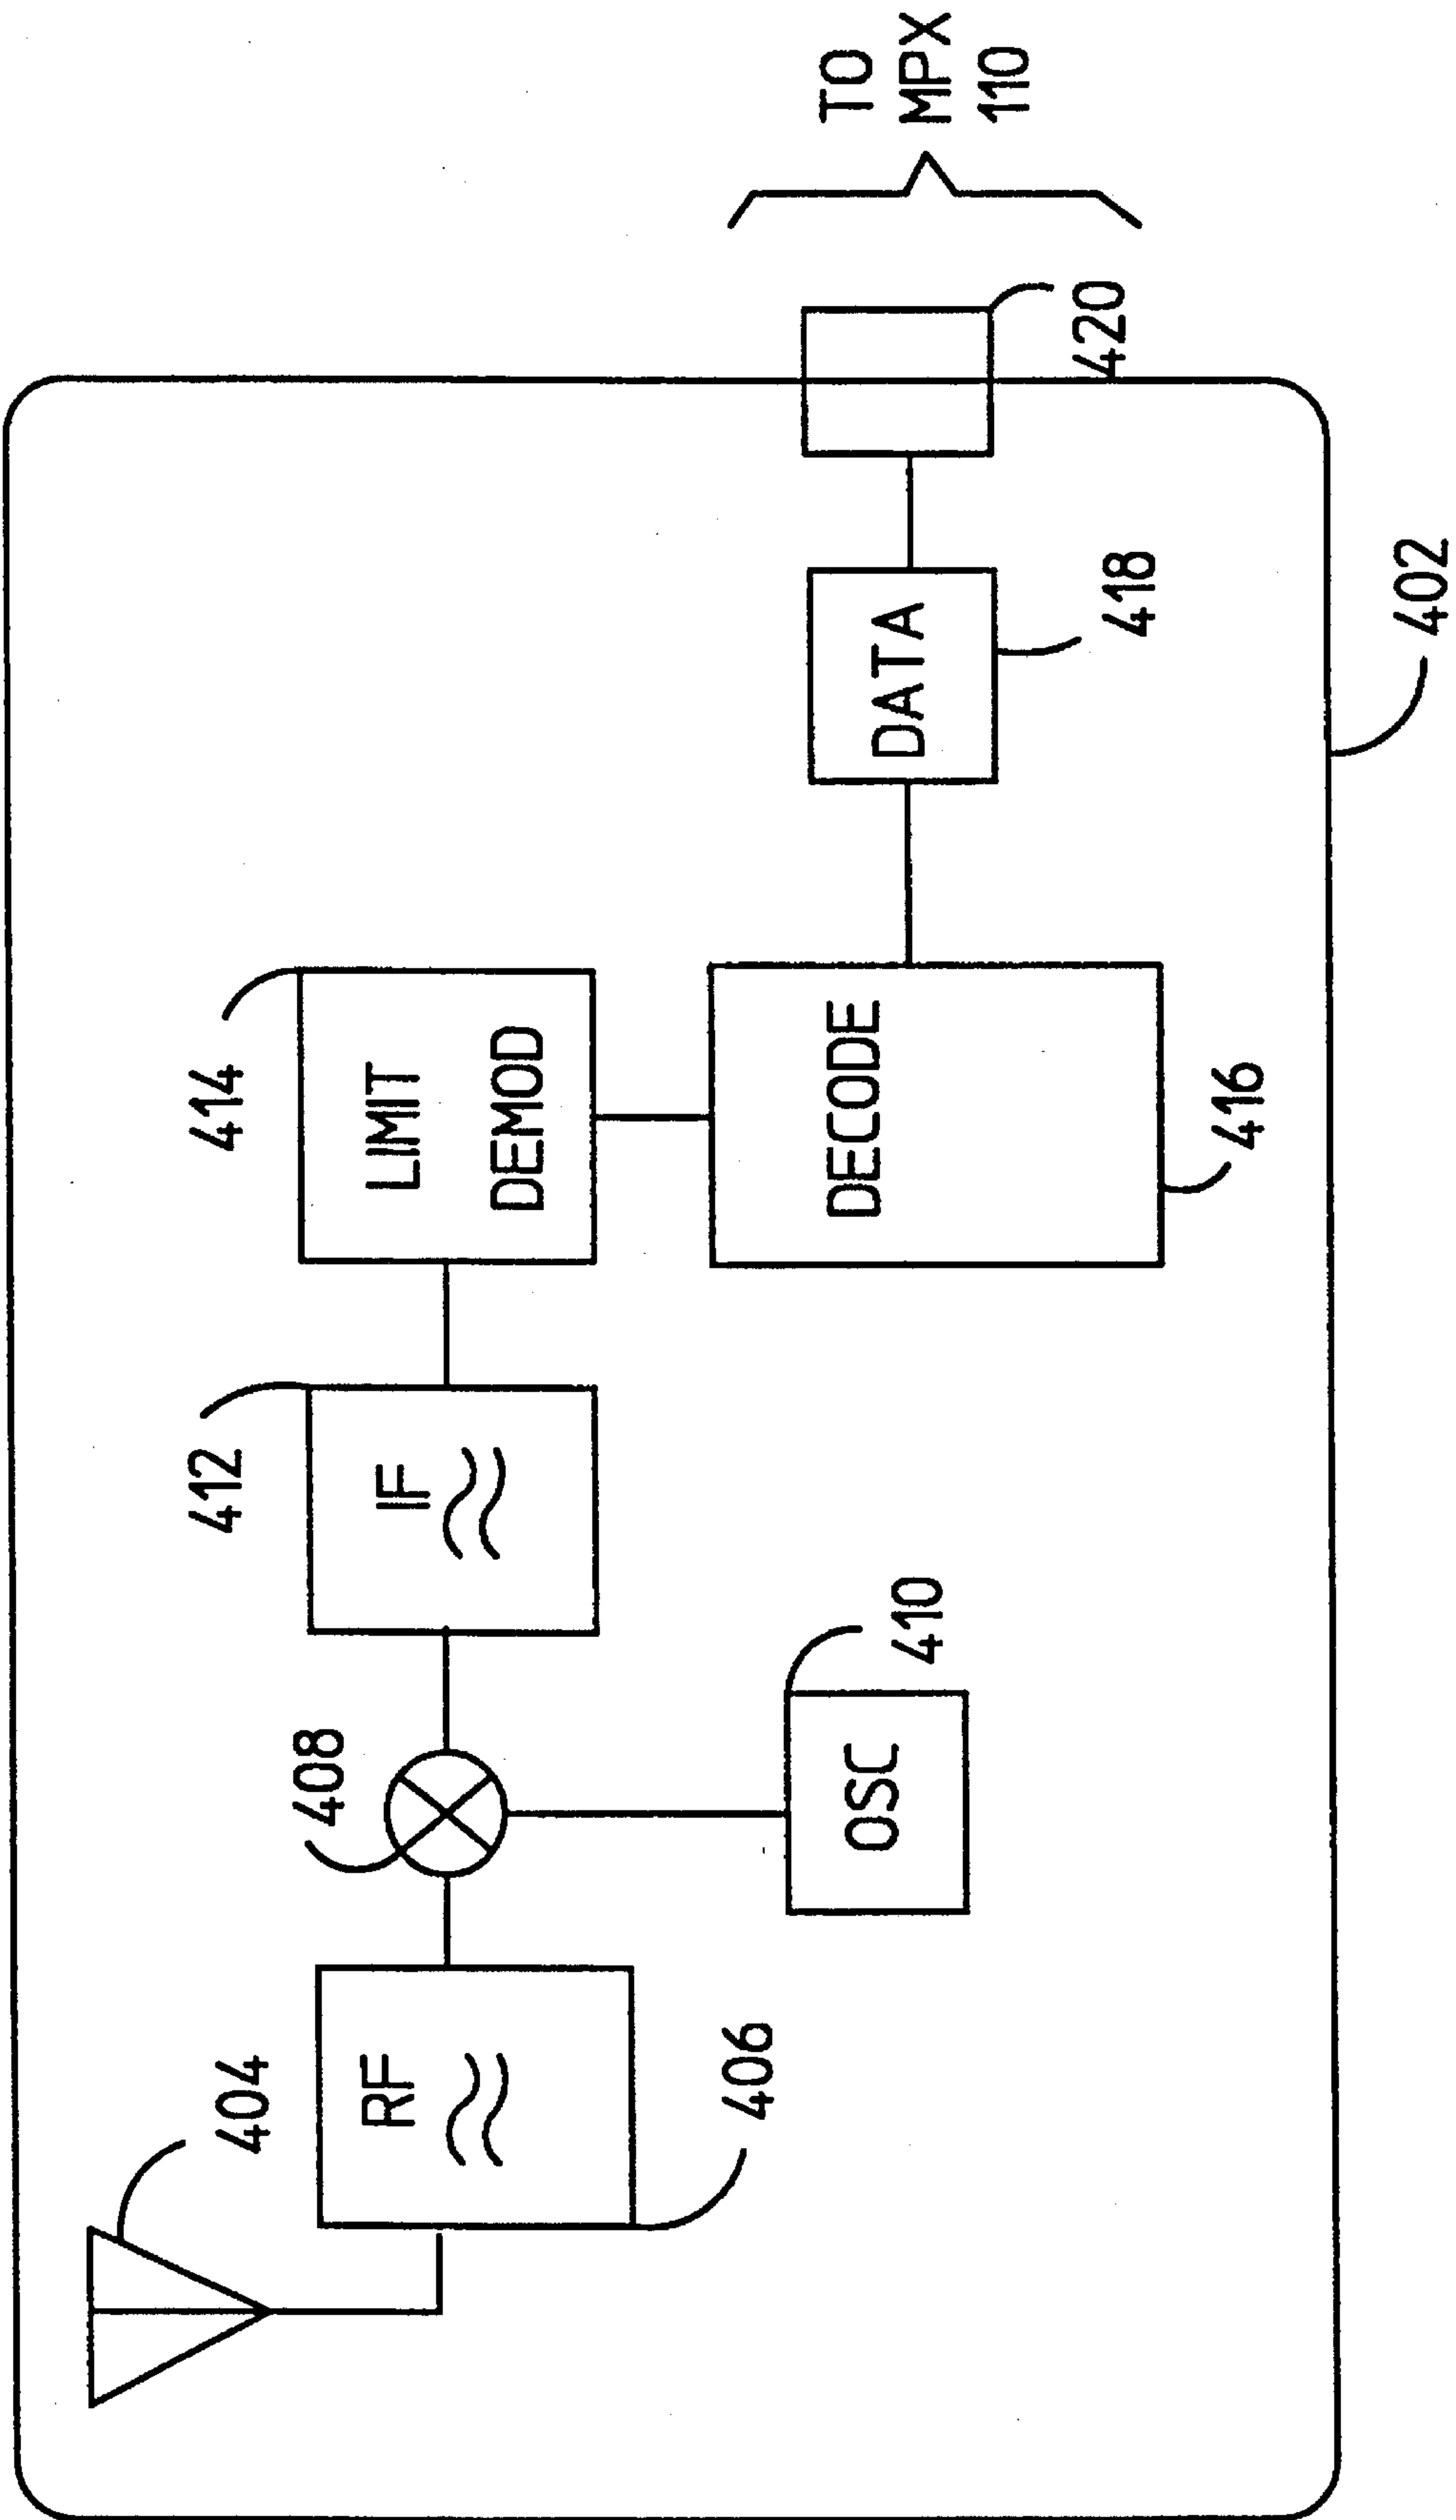 404
RF
406
408
OSC
410
412
IF
414
LIMIT
DEMOD
DECODE
416
DATA
418
420
402
TO
MPX
110